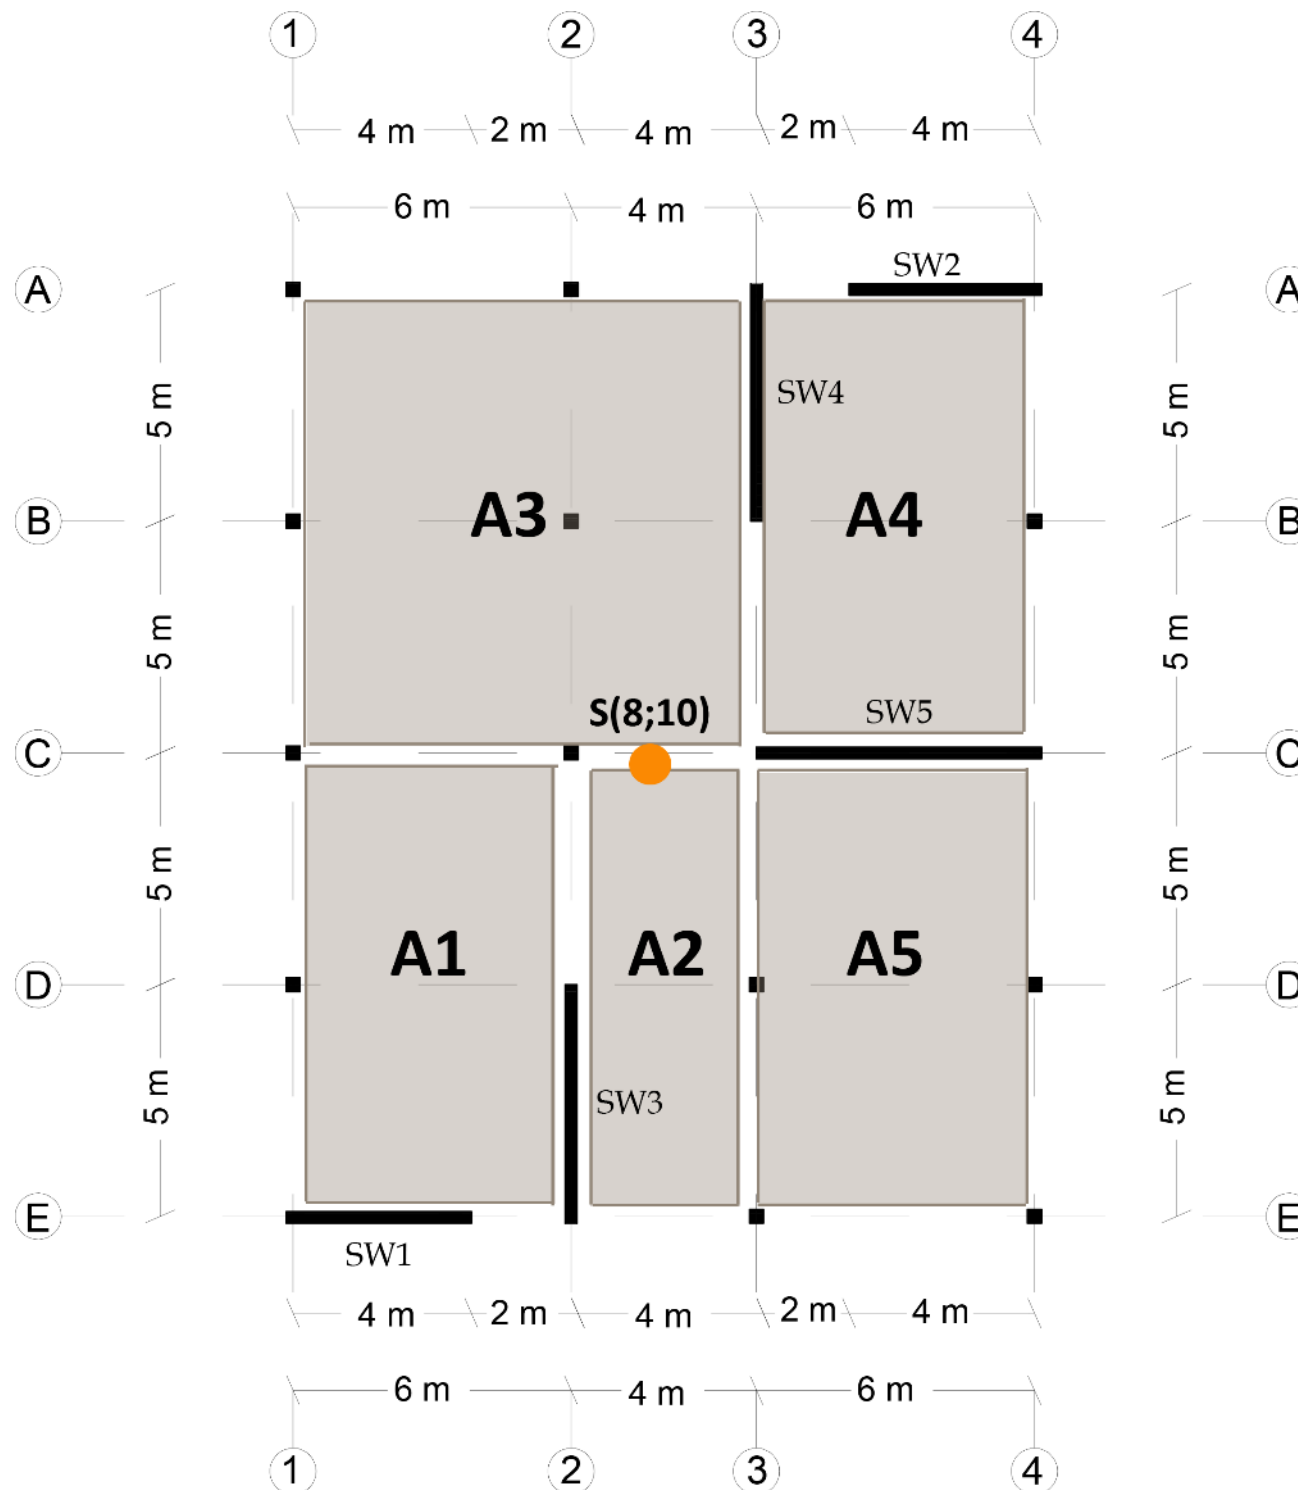 1 2 3 4
4 m 2 m 4 m 2 m 4 m
6 m 4 m 6 m
SW2
A A
5 m SW4 5 m
A3 A4
B B
5 m 5 m
S(8;10) SW5
C C
5 m 5 m
A1 A2 A5
D D
5 m SW3 5 m
E E
SW1
4 m 2 m 4 m 2 m 4 m
6 m 4 m 6 m
1 2 3 4